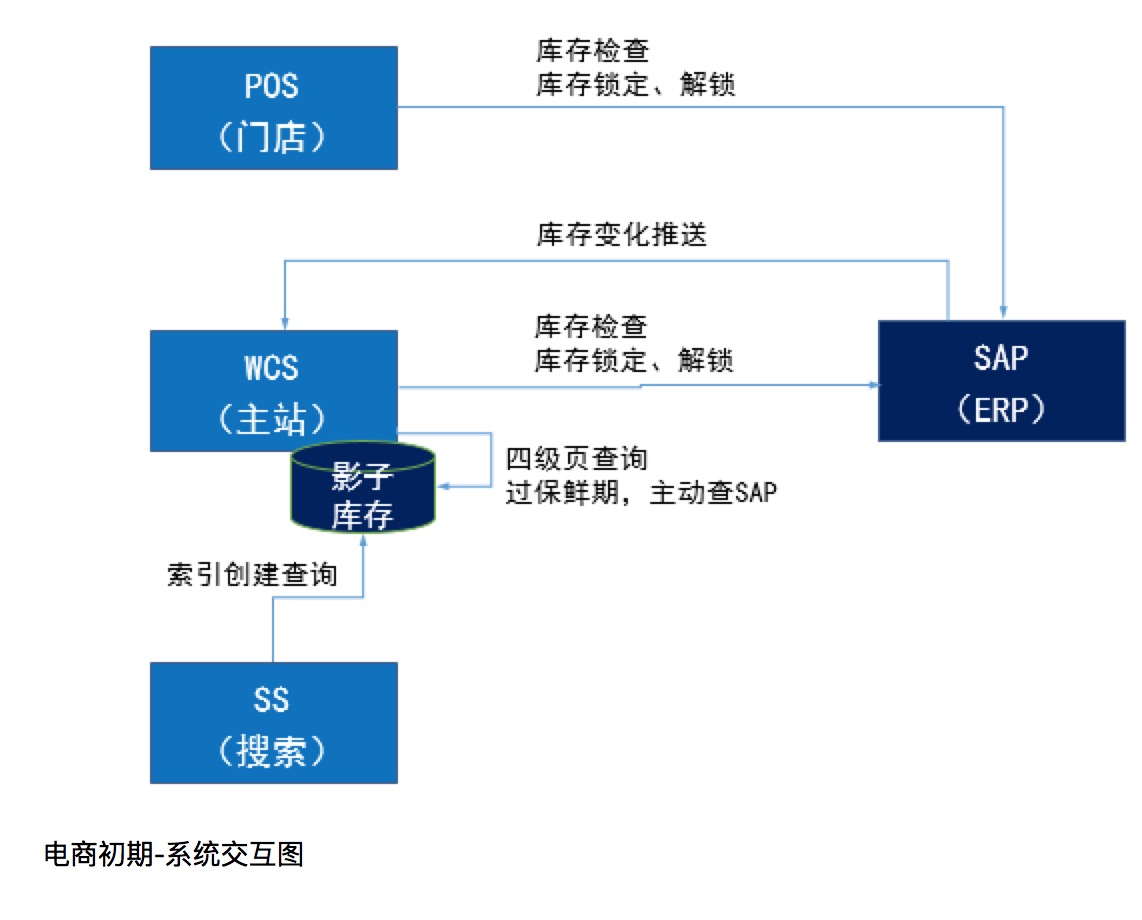 库存检查
库存锁定、解锁
POS
（门店）
库存变化推送
库存检查
库存锁定、解锁
WCS
（主站）
SAP
（ERP）
影子
库存
四级页查询
过保鲜期，主动查SAP
索引创建查询
SS
（搜索）
电商初期-系统交互图